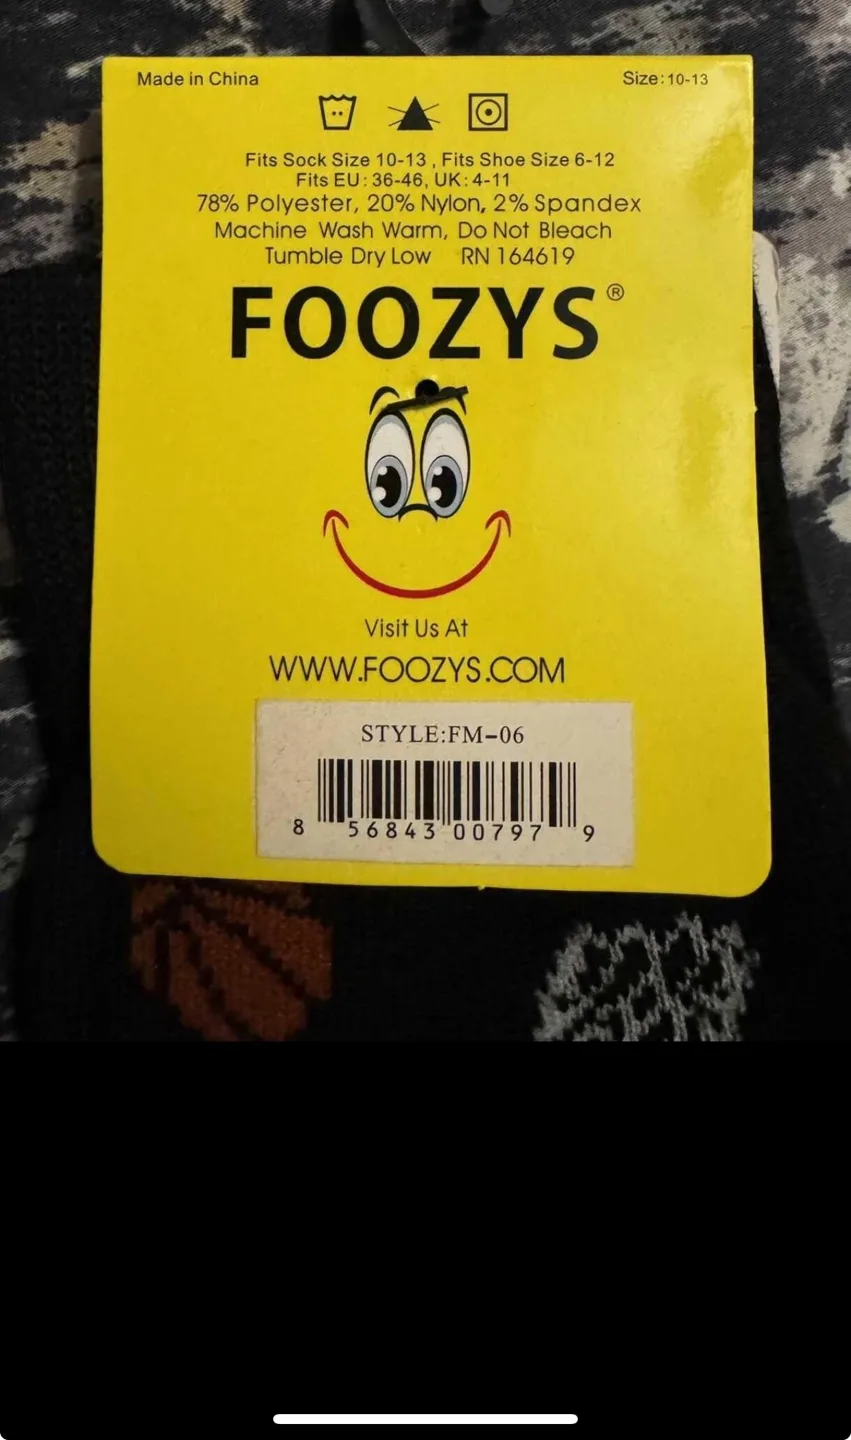 Made in China Size:10-13
Fits Sock Size 10-13 , Fits Shoe Size 6-12
Fits EU: 36-46, UK: 4-11
78% Polyester, 20% Nylon, 2% Spandex
Machine Wash Warm, Do Not Bleach
Tumble Dry Low RN 164619
FOOZYS®
Visit Us At
WWW.FOOZYS.COM
STYLE:FM-06
8 56843 00797 9